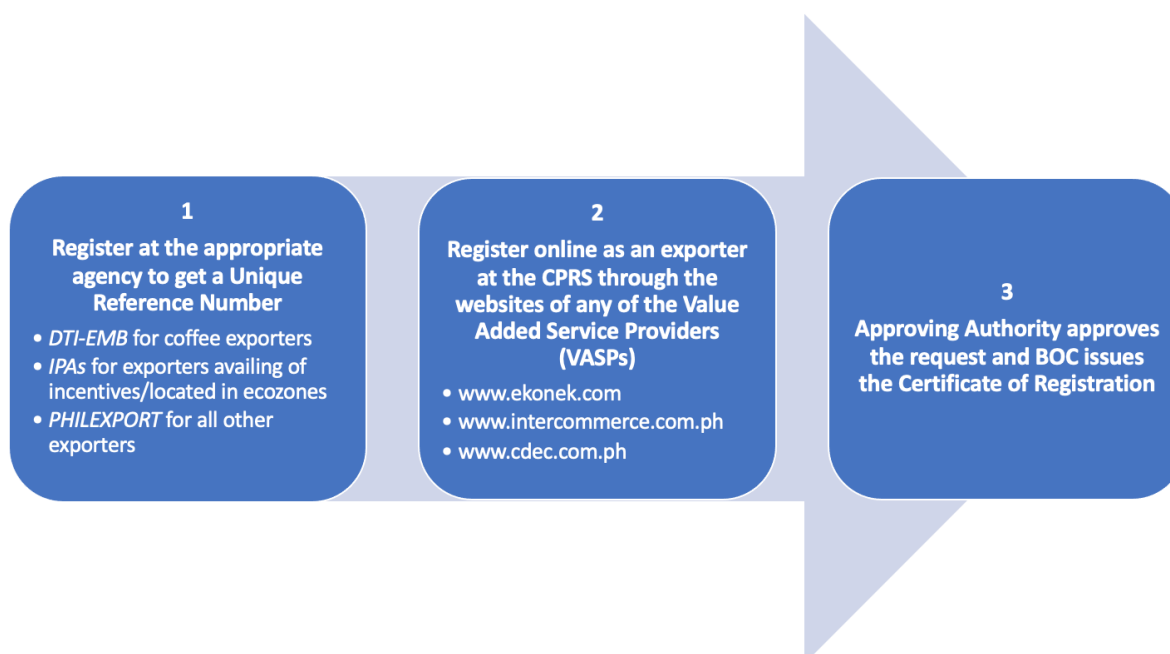 1
Register at the appropriate
agency to get a Unique
Reference Number
• DTI-EMB for coffee exporters
• IPAs for exporters availing of
incentives/located in ecozones
• PHILEXPORT for all other
exporters
2
Register online as an exporter
at the CPRS through the
websites of any of the Value
Added Service Providers
(VASPs)
• www.ekonek.com
• www.intercommerce.com.ph
• www.cdec.com.ph
3
Approving Authority approves
the request and BOC issues
the Certificate of Registration